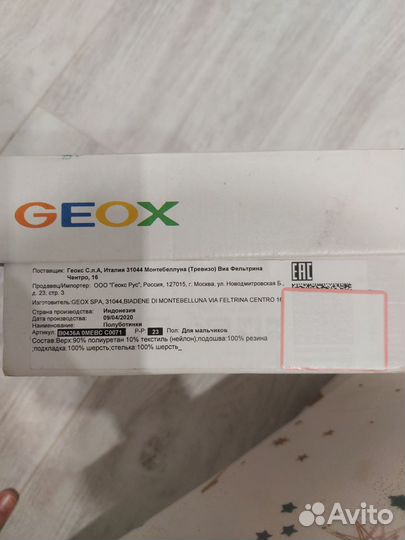 GEOX
Поставщик: Геокс С.п.А, Италия 31044 Монтебеллуна (Тревизо) Виа Фельтрина
Чентро, 16
EAC
Продавец/Импортер: ООО "Геокс Рус", Россия, 127015, г. Москва, ул. Новодмитровская Б.,
д. 23, стр. 3
Изготовитель:GEOX SPA, 31044,BIADENE DI MONTEBELLUNA VIA FELTRINA CENTRO 16
Страна производства: Индонезия
Дата производства: 09/04/2020
Полуботинки
Артикул: B0436A 0MEBC C0071 Р-Р: 23 Пол: Для мальчиков
Состав:Верх:90% полиуретан 10% текстиль (нейлон);подошва:100% резина
;подкладка:100% шерсть;стелька:100% шерсть_
Avito